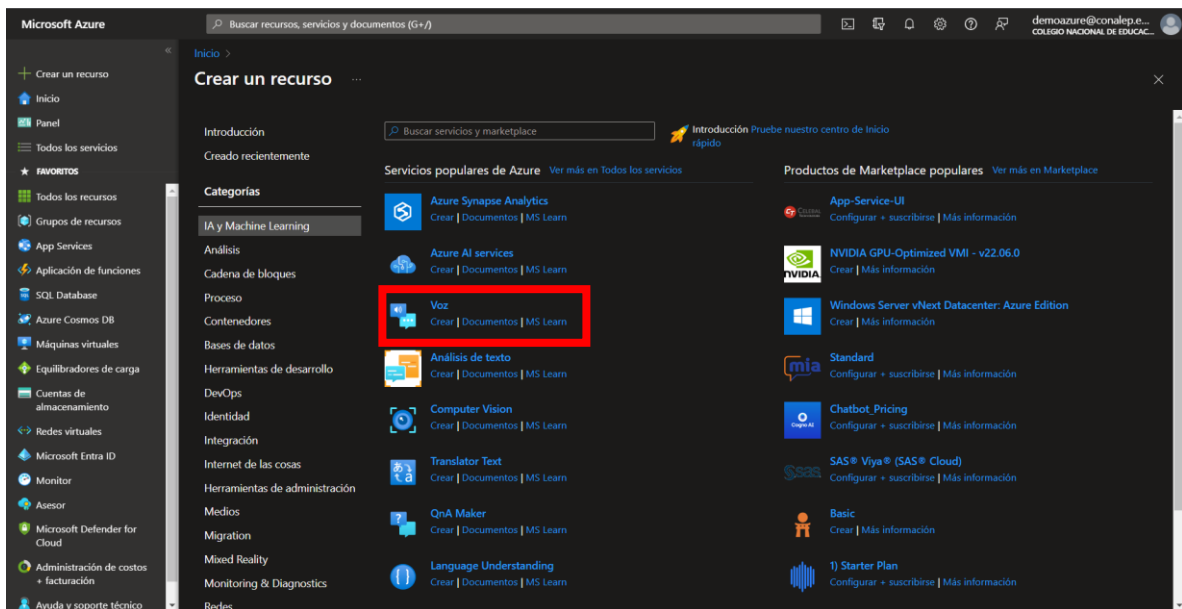 Microsoft Azure
Buscar recursos, servicios y documentos (G+/)
demoazure@conalep.e...
COLEGIO NACIONAL DE EDUCAC...
Crear un recurso
Inicio
Panel
Todos los servicios
FAVORITOS
Todos los recursos
Grupos de recursos
App Services
Aplicación de funciones
SQL Database
Azure Cosmos DB
Máquinas virtuales
Equilibradores de carga
Cuentas de
almacenamiento
Redes virtuales
Microsoft Entra ID
Monitor
Asesor
Microsoft Defender for
Cloud
Administración de costos
+ facturación
Ayuda y soporte técnico
Inicio >
Crear un recurso ...
Introducción
Creado recientemente
Categorías
IA y Machine Learning
Análisis
Cadena de bloques
Proceso
Contenedores
Bases de datos
Herramientas de desarrollo
DevOps
Identidad
Integración
Internet de las cosas
Herramientas de administración
Medios
Migration
Mixed Reality
Monitoring & Diagnostics
Redes
Buscar servicios y marketplace
Introducción Pruebe nuestro centro de Inicio
rápido
Servicios populares de Azure Ver más en Todos los servicios
Azure Synapse Analytics
Crear | Documentos | MS Learn
Azure AI services
Crear | Documentos | MS Learn
Voz
Crear | Documentos | MS Learn
Análisis de texto
Crear | Documentos | MS Learn
Computer Vision
Crear | Documentos | MS Learn
Translator Text
Crear | Documentos | MS Learn
QnA Maker
Crear | Documentos | MS Learn
Language Understanding
Crear | Documentos | MS Learn
Productos de Marketplace populares Ver más en Marketplace
App-Service-UI
Configurar + suscribirse | Más información
NVIDIA
NVIDIA GPU-Optimized VMI - v22.06.0
Crear | Más información
Windows Server vNext Datacenter: Azure Edition
Crear | Más información
mia
Standard
Configurar + suscribirse | Más información
Chatbot_Pricing
Configurar + suscribirse | Más información
sas
SAS® Viya® (SAS® Cloud)
Configurar + suscribirse | Más información
Basic
Crear | Más información
1) Starter Plan
Configurar + suscribirse | Más información